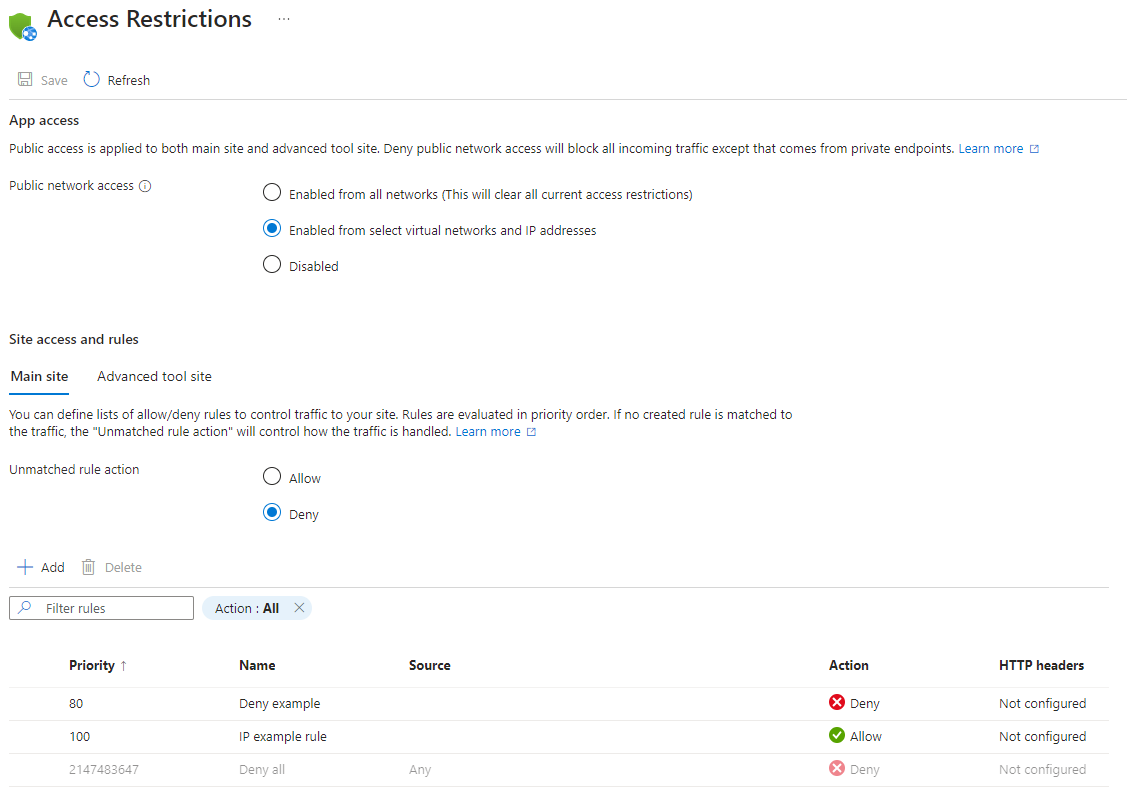 Access Restrictions ...
Save Refresh
App access
Public access is applied to both main site and advanced tool site. Deny public network access will block all incoming traffic except that comes from private endpoints. Learn more
Public network access
Enabled from all networks (This will clear all current access restrictions)
Enabled from select virtual networks and IP addresses
Disabled
Site access and rules
Main site Advanced tool site
You can define lists of allow/deny rules to control traffic to your site. Rules are evaluated in priority order. If no created rule is matched to
the traffic, the "Unmatched rule action" will control how the traffic is handled. Learn more
Unmatched rule action
Allow
Deny
Add Delete
Filter rules Action : All
Priority ↑ Name Source Action HTTP headers
80 Deny example Deny Not configured
100 IP example rule Allow Not configured
2147483647 Deny all Any Deny Not configured